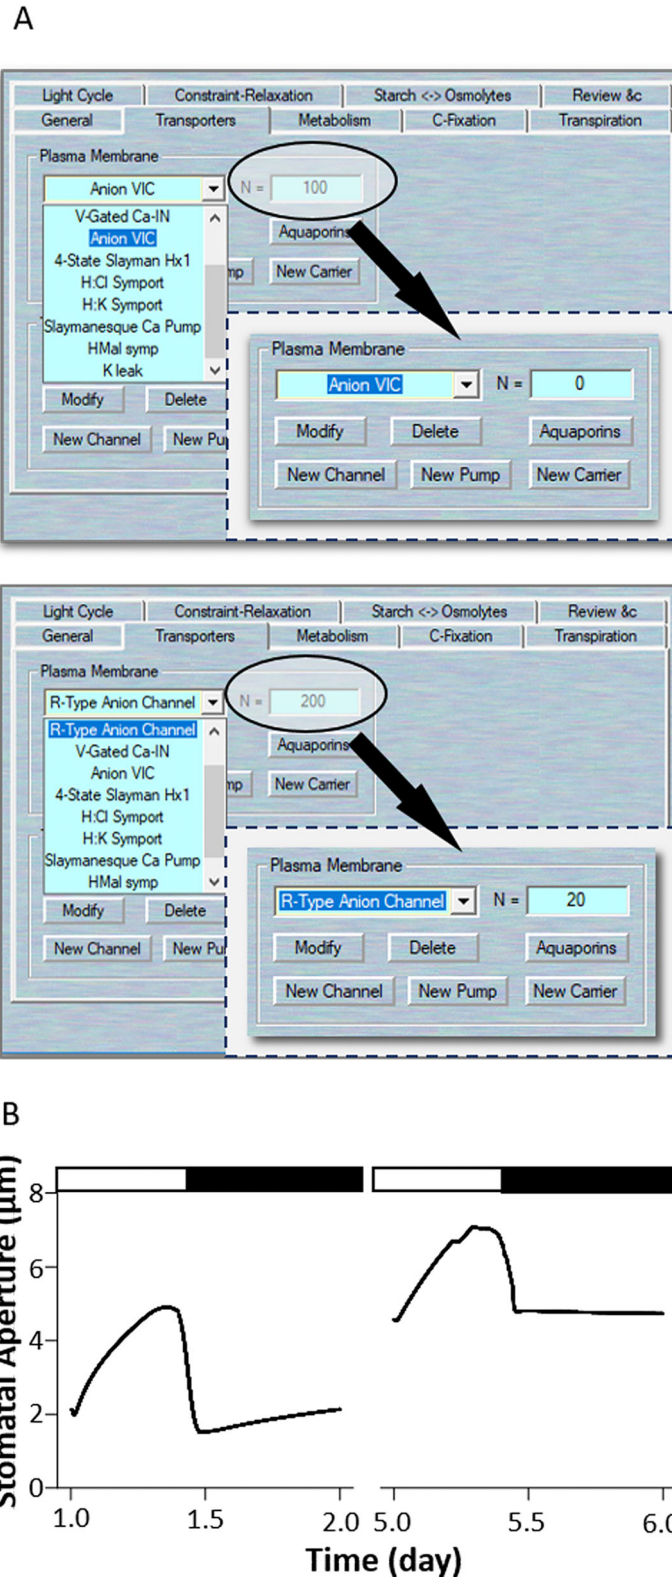 A
Light Cycle Constraint-Relaxation Starch <-> Osmolytes Review &c
General Transporters Metabolism C-Fixation Transpiration
Plasma Membrane
Anion VIC N = 100
V-Gated Ca-IN
Anion VIC Aquaporins
4-State Slayman Hx1
H:Cl Symport mp New Carrier
H:K Symport
Slaymanesque Ca Pump
HMal symp
K leak
Modify Delete
New Channel New Pu
Plasma Membrane
Anion VIC N = 0
Modify Delete Aquaporins
New Channel New Pump New Carrier
Light Cycle Constraint-Relaxation Starch <-> Osmolytes Review &c
General Transporters Metabolism C-Fixation Transpiration
Plasma Membrane
R-Type Anion Channel N = 200
R-Type Anion Channel
V-Gated Ca-IN Aquaporins
Anion VIC
4-State Slayman Hx1 mp New Carrier
H:Cl Symport
H:K Symport
Slaymanesque Ca Pump
HMal symp
Modify Delete
New Channel New Pu
Plasma Membrane
R-Type Anion Channel N = 20
Modify Delete Aquaporins
New Channel New Pump New Carrier
B
Stomatal Aperture (μm)
8
6
4
2
0
1.0 1.5 2.0 5.0 5.5 6.0
Time (day)